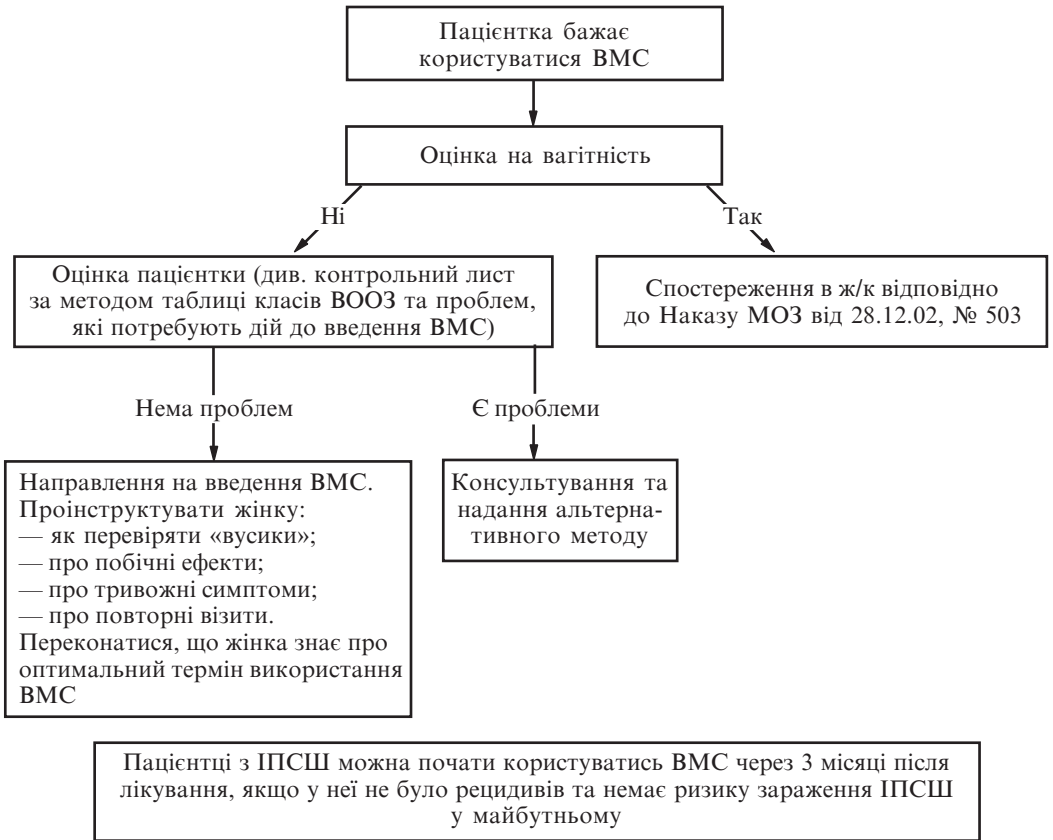 Пацієнтка бажає
користуватися ВМС
Оцінка на вагітність
Ні
Так
Оцінка пацієнтки (див. контрольний лист
за методом таблиці класів ВООЗ та проблем,
які потребують дій до введення ВМС)
Спостереження в ж/к відповідно
до Наказу МОЗ від 28.12.02, № 503
Нема проблем
Є проблеми
Направлення на введення ВМС.
Проінструктувати жінку:
— як перевіряти «вусики»;
— про побічні ефекти;
— про тривожні симптоми;
— про повторні візити.
Переконатися, що жінка знає про
оптимальний термін використання
ВМС
Консультування та
надання альтерна-
тивного методу
Пацієнтці з ІПСШ можна почати користуватись ВМС через 3 місяці після
лікування, якщо у неї не було рецидивів та немає ризику зараження ІПСШ
у майбутньому